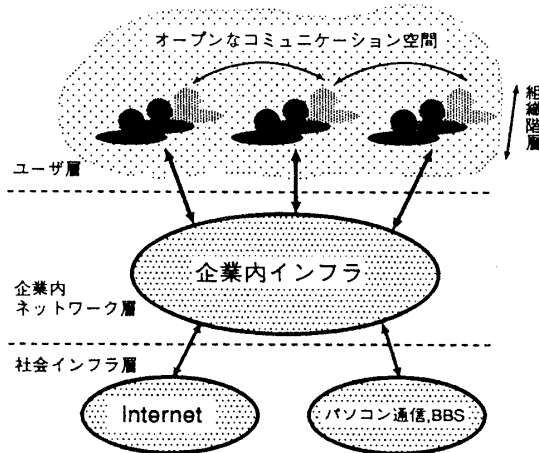 オープンなコミュニケーション空間
組織階層
ユーザ層
企業内インフラ
企業内
ネットワーク層
社会インフラ層
Internet
パソコン通信,BBS